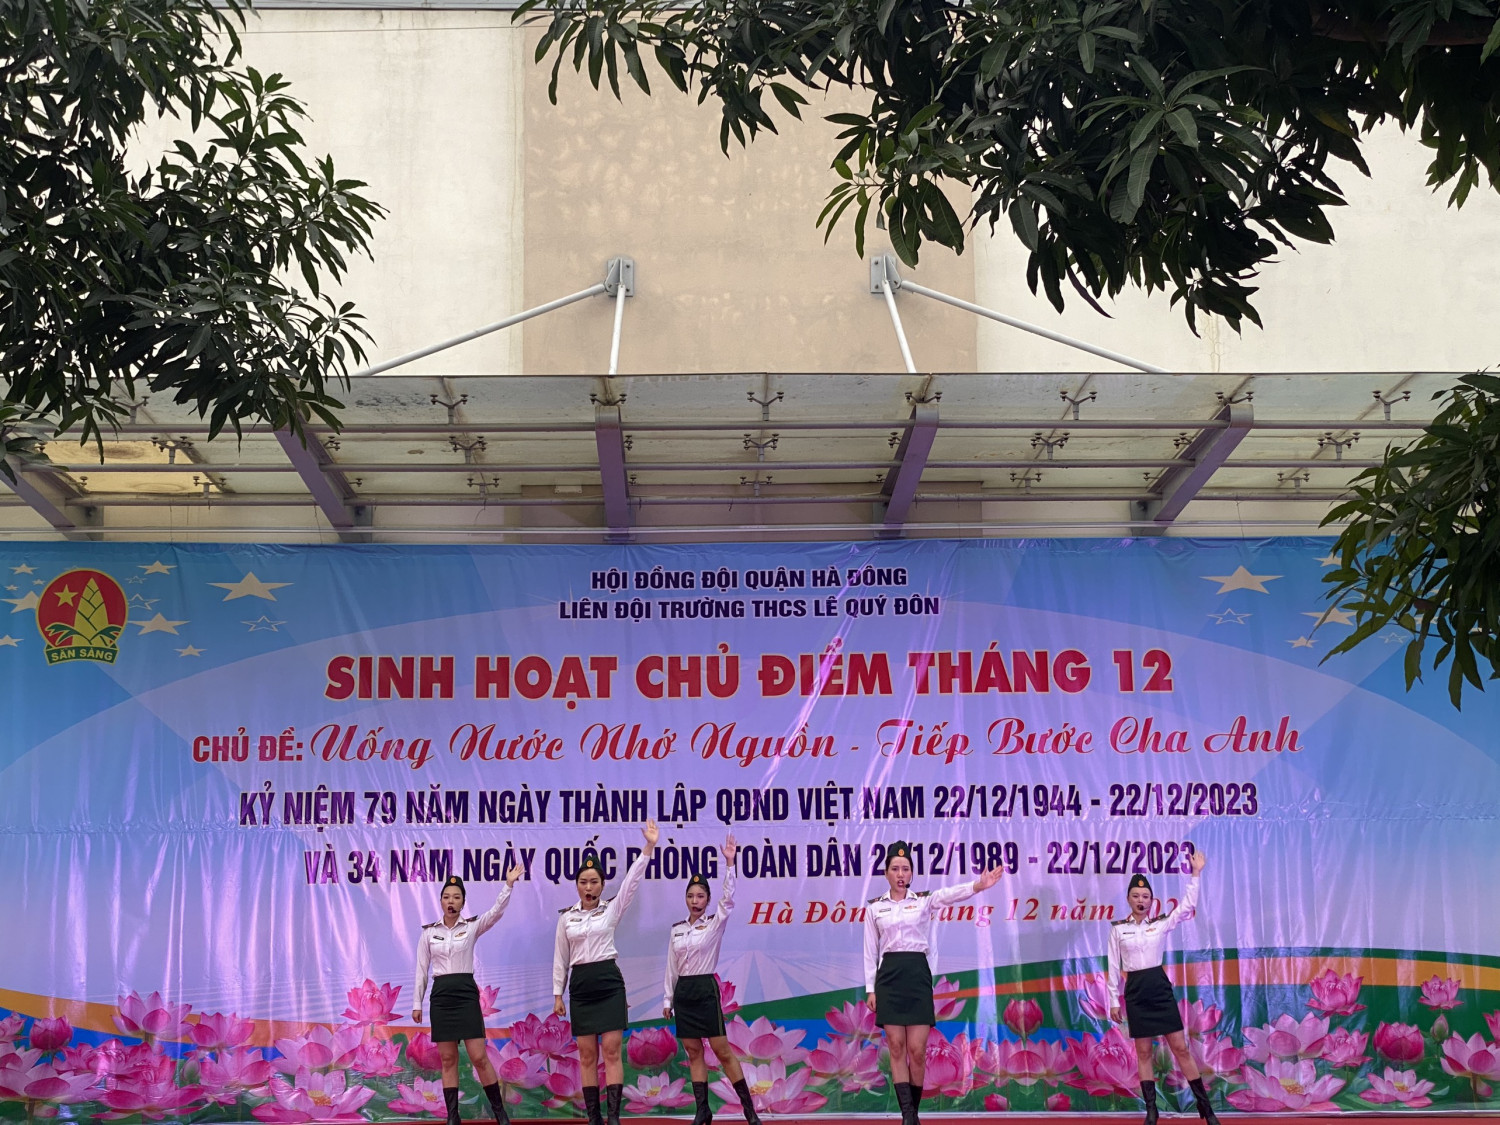 SẴN SÀNG
HỘI ĐỒNG ĐỘI QUẬN HÀ ĐÔNG
LIÊN ĐỘI TRƯỜNG THCS LÊ QUÝ ĐÔN
SINH HOẠT CHỦ ĐIỂM THÁNG 12
CHỦ ĐỀ: Uống Nước Nhớ Nguồn - Tiếp Bước Cha Anh
KỶ NIỆM 79 NĂM NGÀY THÀNH LẬP QĐND VIỆT NAM 22/12/1944 - 22/12/2023
VÀ 34 NĂM NGÀY QUỐC PHÒNG TOÀN DÂN 22/12/1989 - 22/12/2023
Hà Đông tháng 12 năm 2023